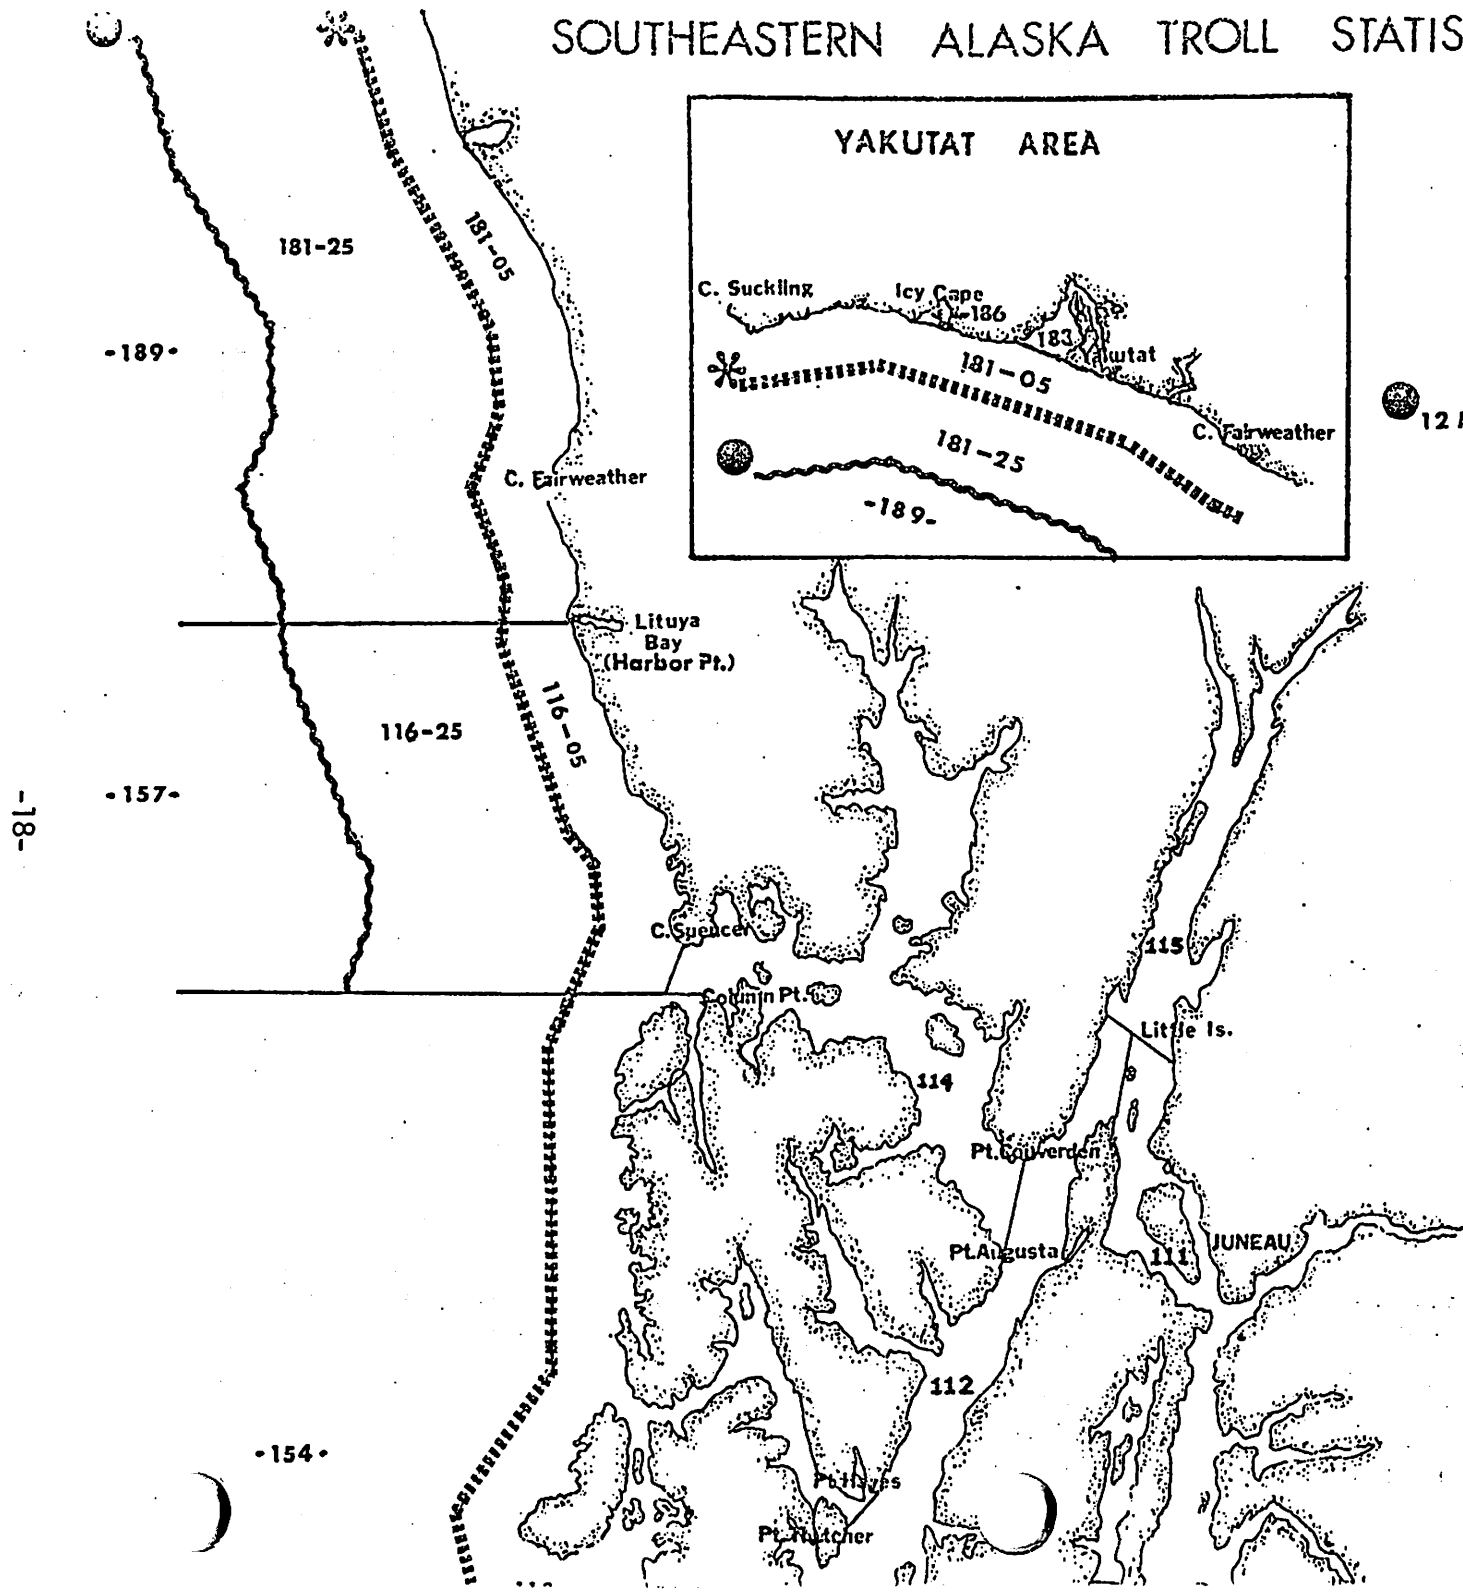 SOUTHEASTERN ALASKA TROLL STATIS
YAKUTAT AREA
C. Suckling
Icy Cape
-186
183
Yakutat
181-05
C. Fairweather
181-25
-189-
12
181-25
181-05
-189-
C. Fairweather
Lituya
Bay
(Harbor Pt.)
116-25
116-05
-157-
-18-
C. Spencer
115
Column Pt.
Little Is.
114
Pt. Couverden
Pt. Augusta
111
JUNEAU
112
-154-
Pt. Hayes
Pt. Thatcher